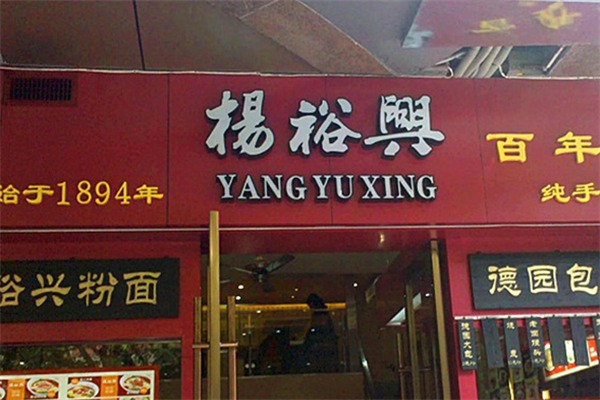 楊裕興
YANG YU XING
始于1894年
百年
纯手
裕兴粉面
德园包